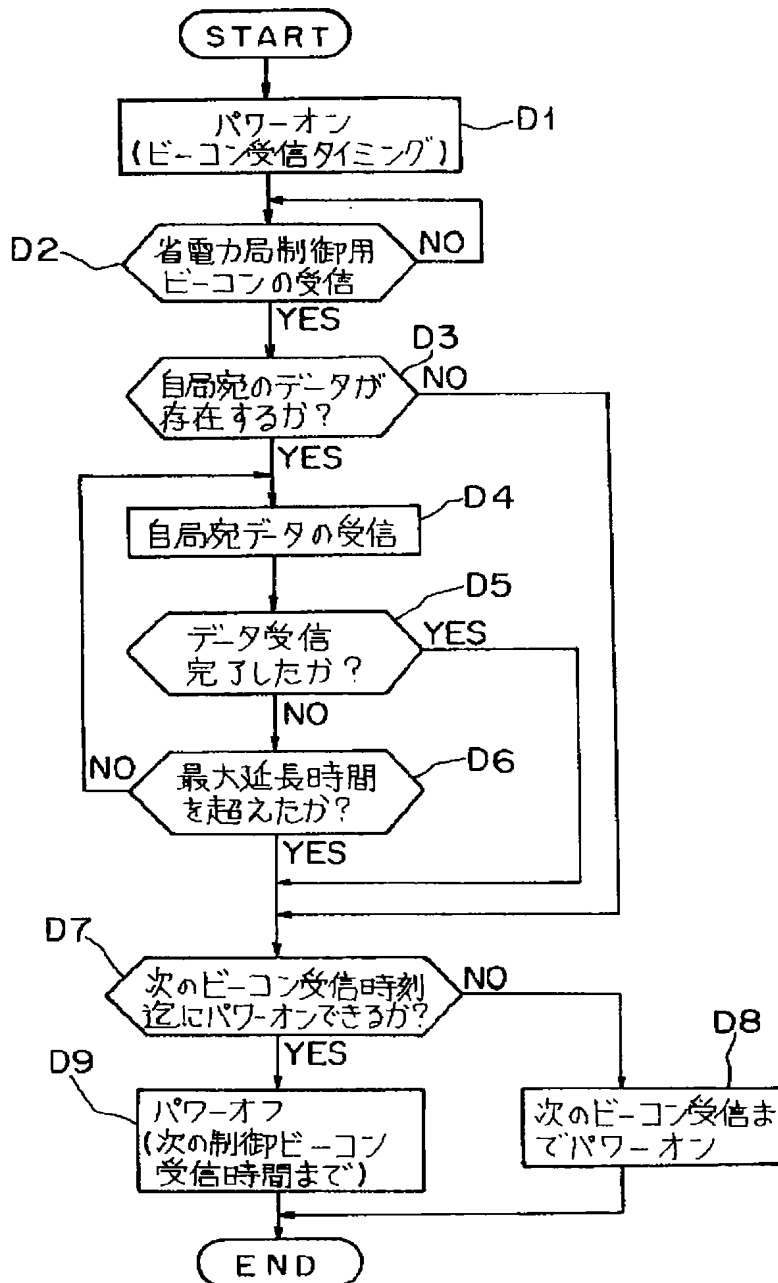 START
パワーオン
(ビーコン受信タイミング)
D1
D2
省電力局制御用
ビーコンの受信
NO
YES
D3
自局宛のデータが
存在するか?
NO
YES
D4
自局宛データの受信
D5
データ受信
完了したか?
YES
NO
D6
最大延長時間
を超えたか?
NO
YES
D7
次のビーコン受信時刻
迄にパワーオンできるか?
NO
YES
D8
次のビーコン受信ま
でパワーオン
D9
パワーオフ
(次の制御ビーコン
受信時間まで)
END